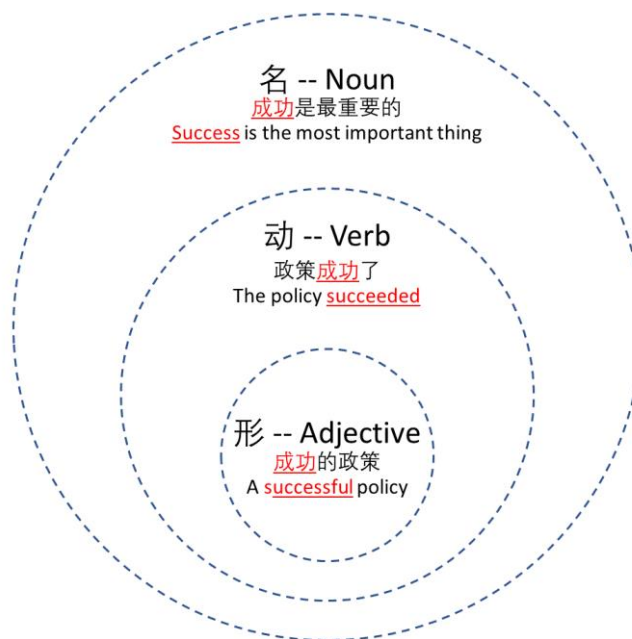 名 -- Noun
成功是最重要的
Success is the most important thing
动 -- Verb
政策成功了
The policy succeeded
形 -- Adjective
成功的政策
A successful policy